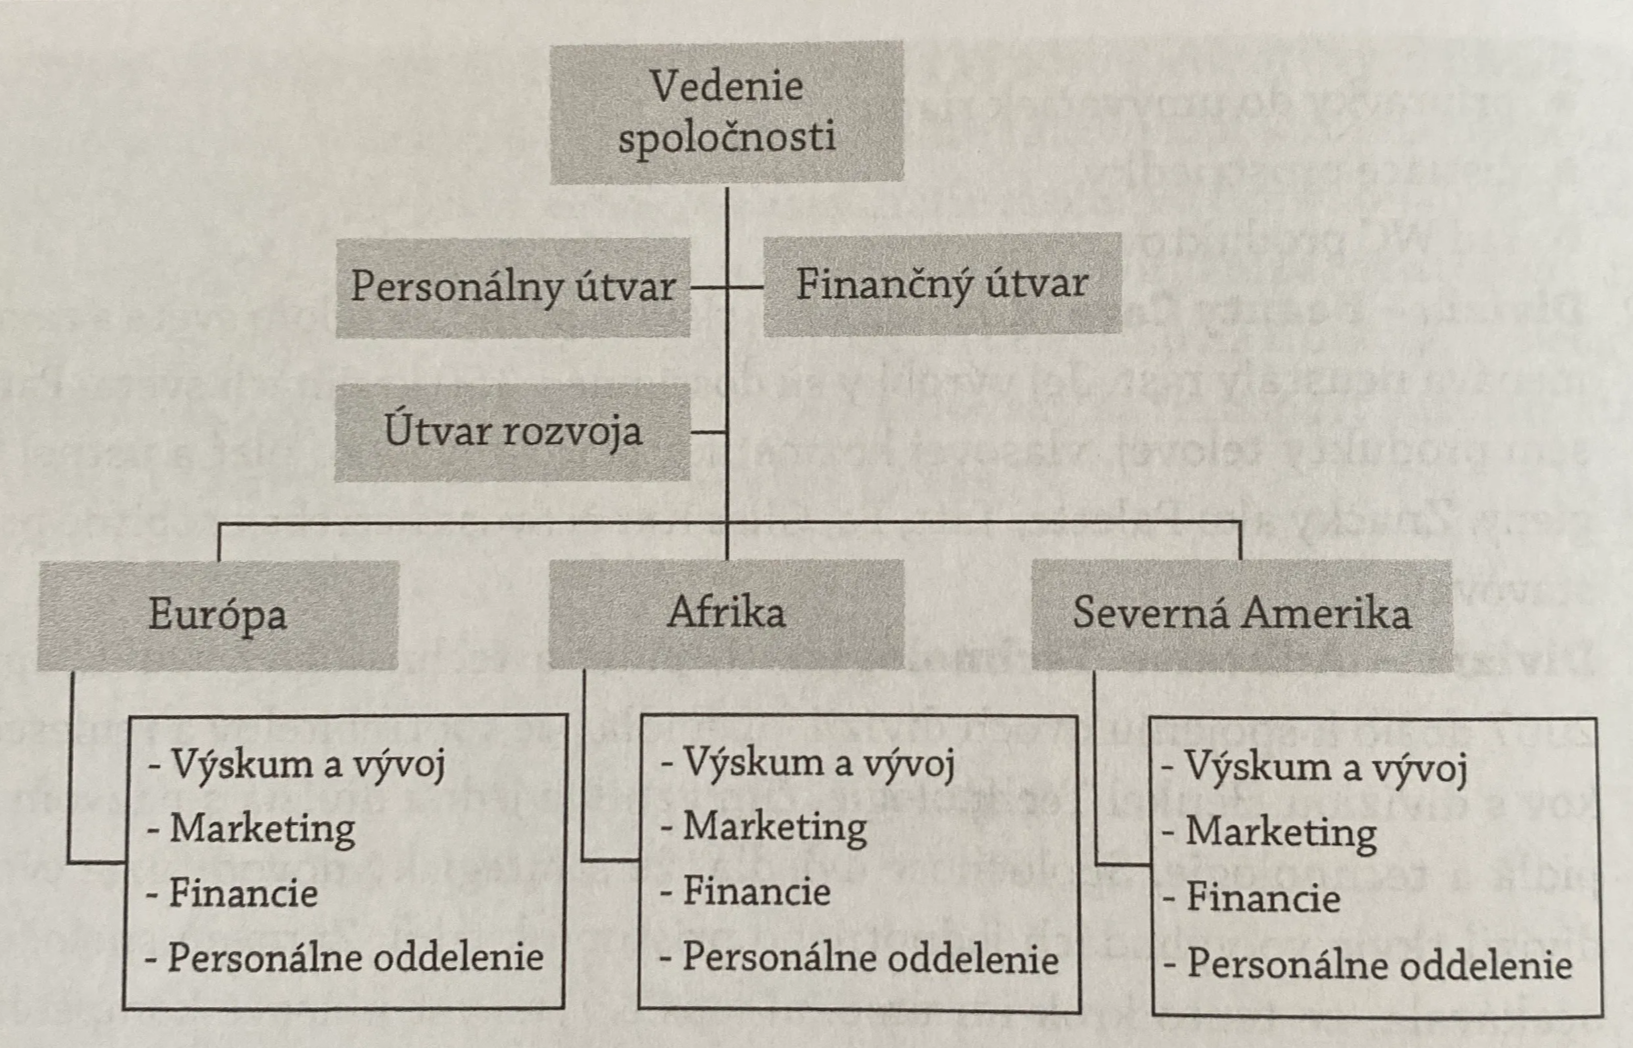 Vedenie
spoločnosti
Personálny útvar
Finančný útvar
Útvar rozvoja
Európa
Afrika
Severná Amerika
- Výskum a vývoj
- Marketing
- Financie
- Personálne oddelenie
- Výskum a vývoj
- Marketing
- Financie
- Personálne oddelenie
- Výskum a vývoj
- Marketing
- Financie
- Personálne oddelenie